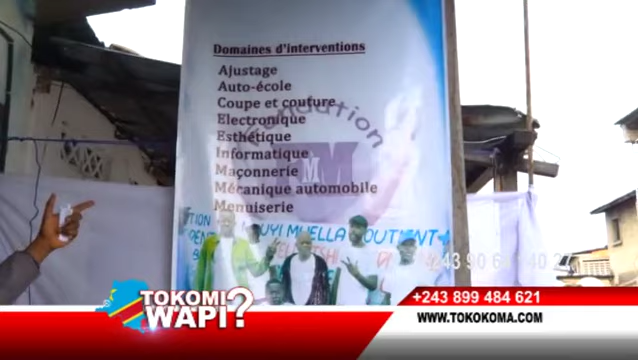 Domaines d'interventions
Ajustage
Auto-école
Coupe et couture
Electronique
Esthétique
Informatique
Maçonnerie
Mécanique automobile
Menuiserie
Fondation
TOKOMI
WAPI?
+243 899 484 621
WWW.TOKOKOMA.COM